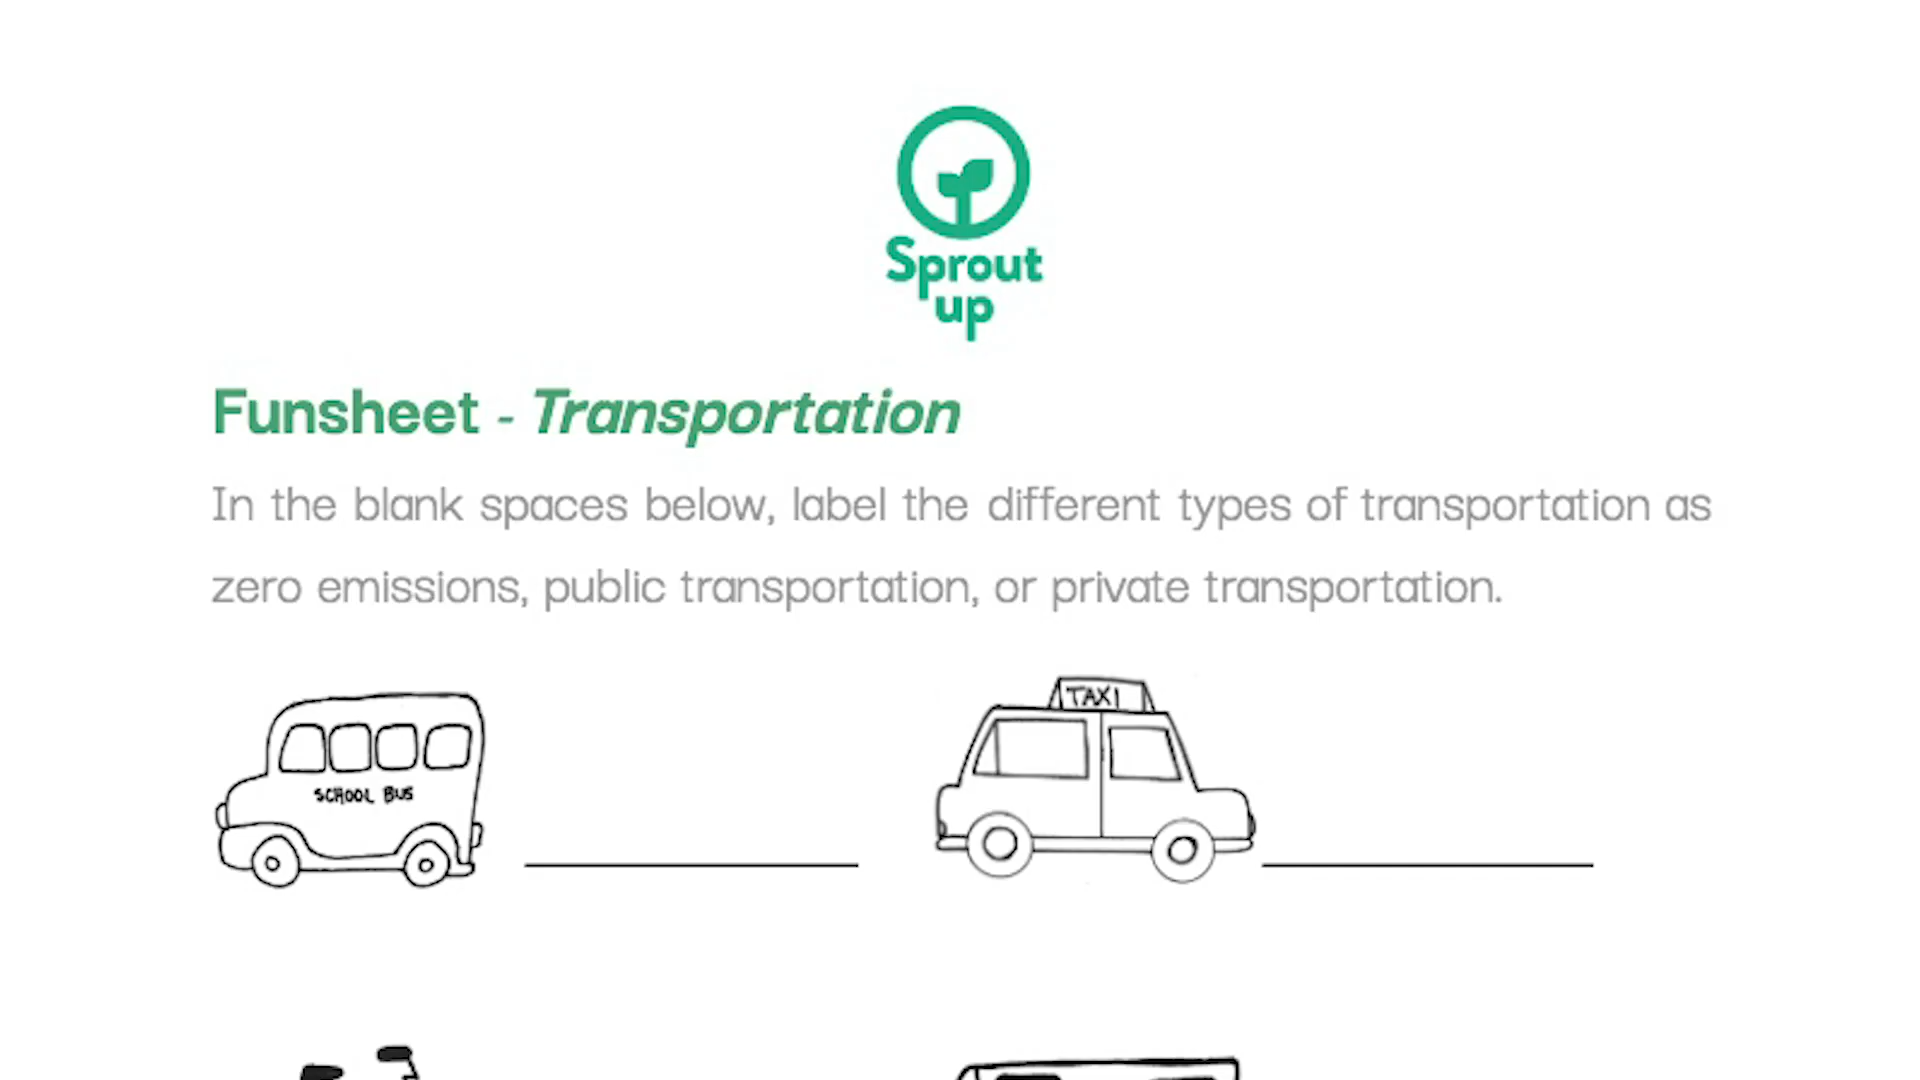 Sprout
up
Funsheet - Transportation
In the blank spaces below, label the different types of transportation as
zero emissions, public transportation, or private transportation.
TAXI
SCHOOL BUS